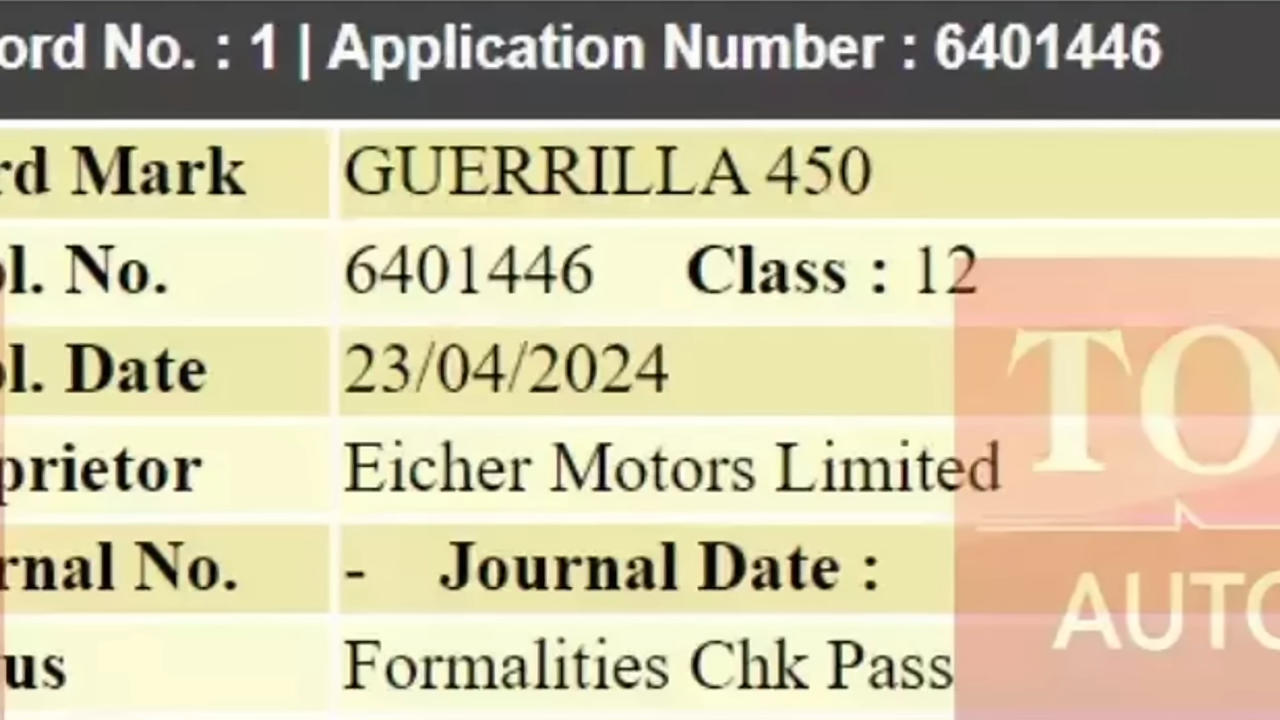 ord No. : 1 | Application Number : 6401446
rd Mark GUERRILLA 450
l. No. 6401446 Class : 12
l. Date 23/04/2024
prietor Eicher Motors Limited
rnal No. - Journal Date :
us Formalities Chk Pass
TO
AUTO